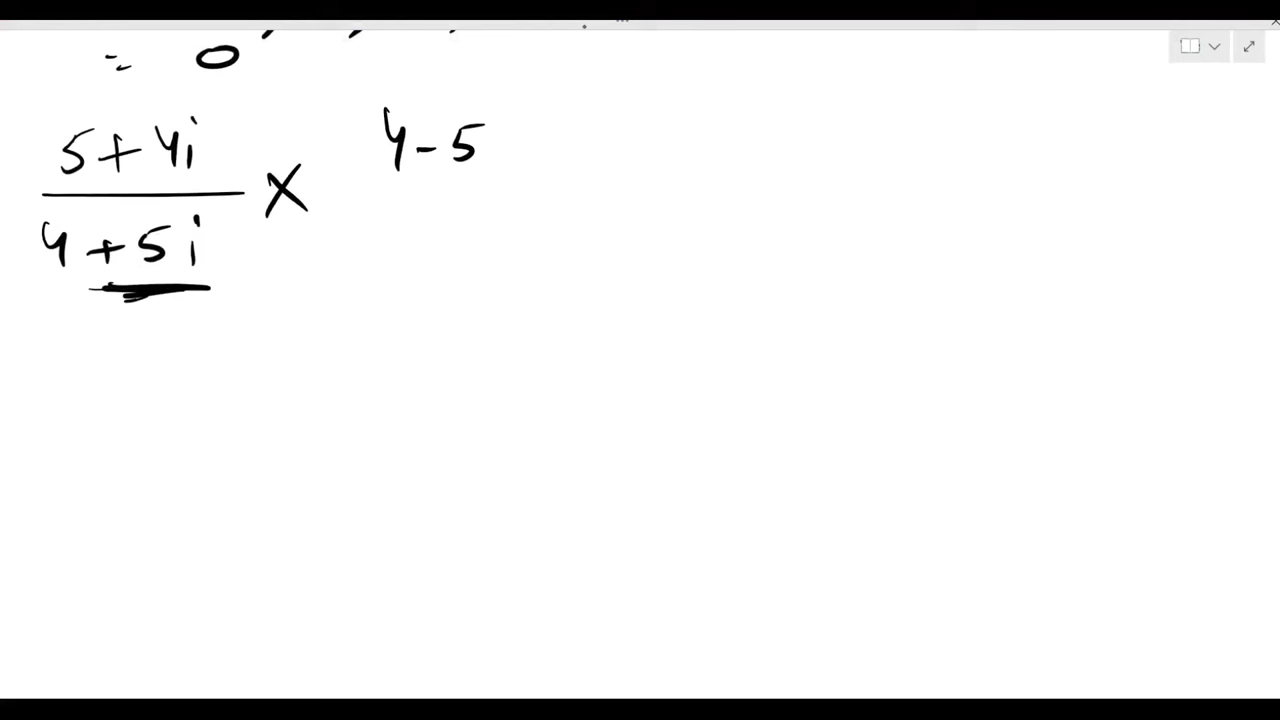 = 0
5+4i × 4-5
4+5i